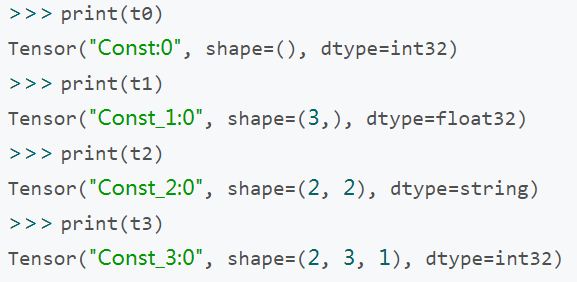 >>> print(t0)
Tensor("Const:0", shape=(), dtype=int32)
>>> print(t1)
Tensor("Const_1:0", shape=(3,), dtype=float32)
>>> print(t2)
Tensor("Const_2:0", shape=(2, 2), dtype=string)
>>> print(t3)
Tensor("Const_3:0", shape=(2, 3, 1), dtype=int32)